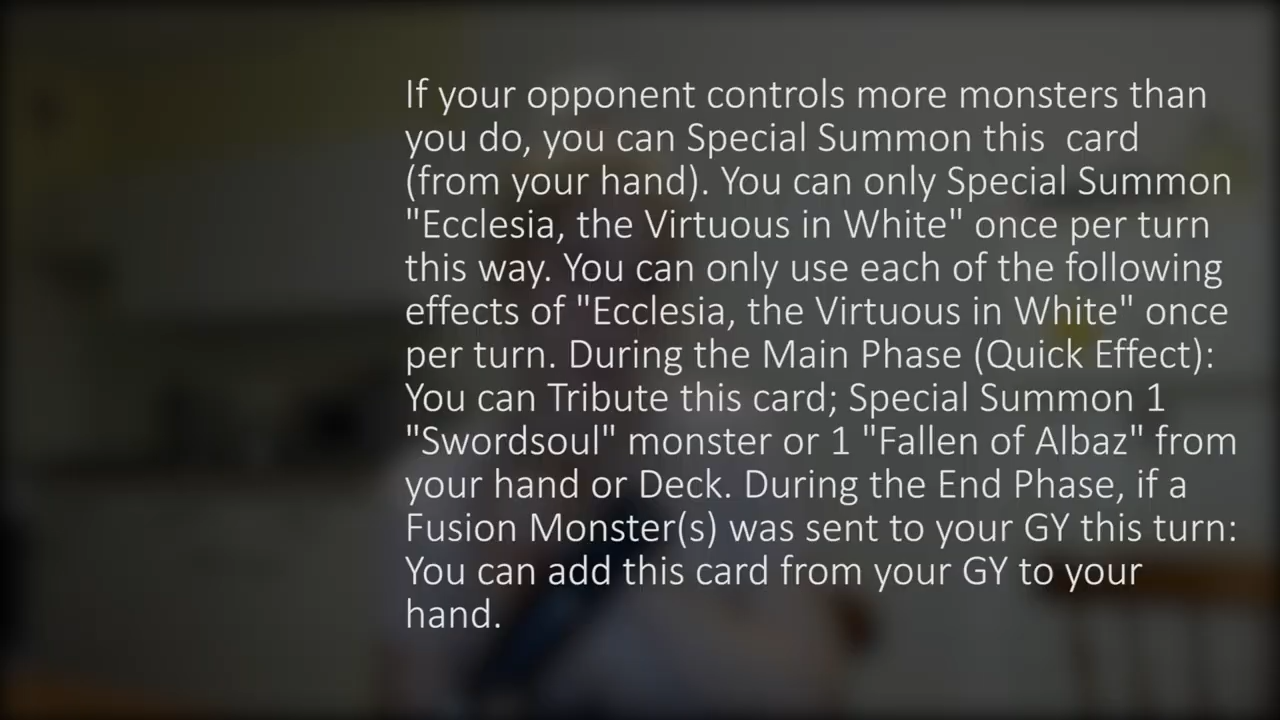 If your opponent controls more monsters than
you do, you can Special Summon this  card
(from your hand). You can only Special Summon
"Ecclesia, the Virtuous in White" once per turn
this way. You can only use each of the following
effects of "Ecclesia, the Virtuous in White" once
per turn. During the Main Phase (Quick Effect):
You can Tribute this card; Special Summon 1
"Swordsoul" monster or 1 "Fallen of Albaz" from
your hand or Deck. During the End Phase, if a
Fusion Monster(s) was sent to your GY this turn:
You can add this card from your GY to your
hand.